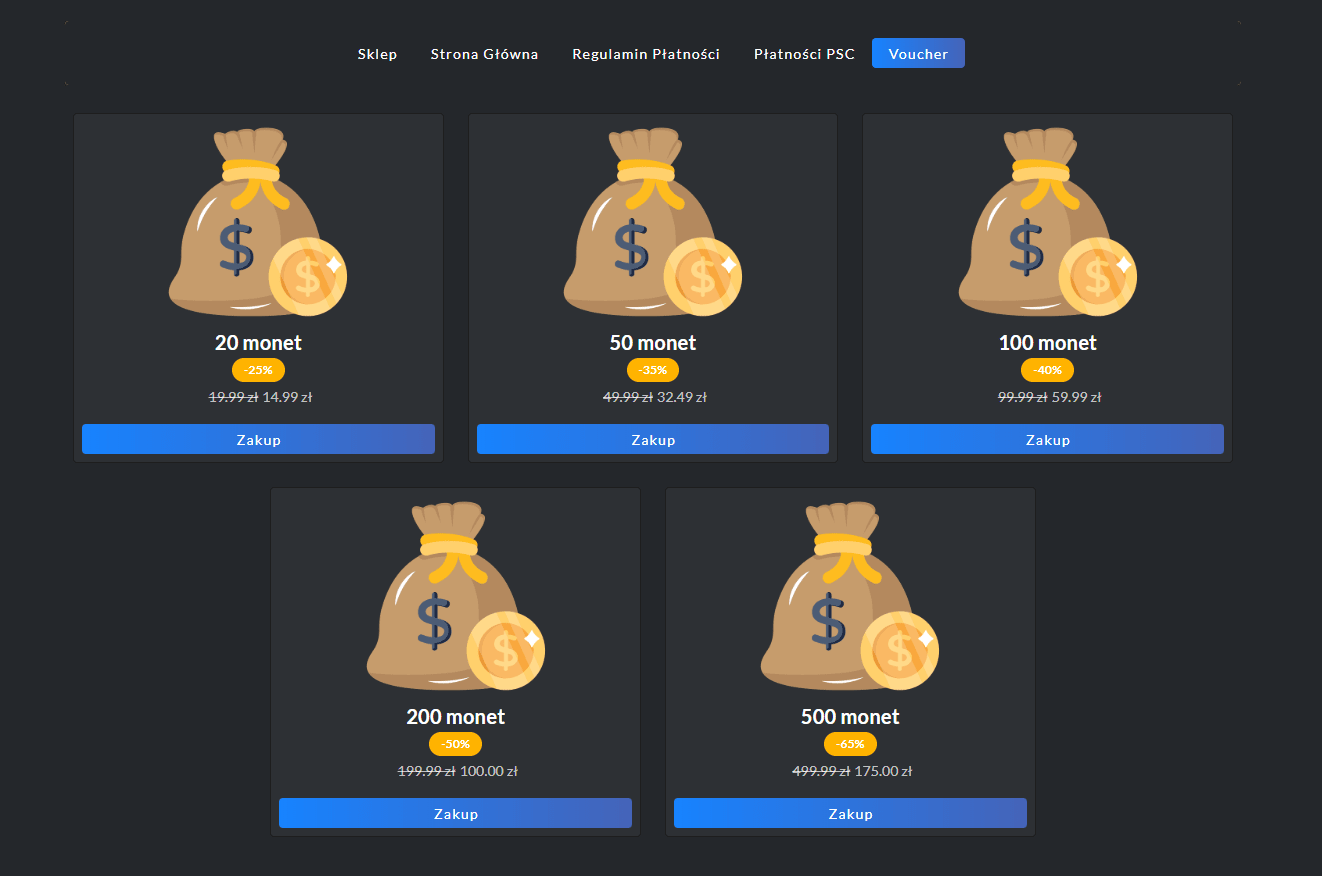 Sklep Strona Główna Regulamin Płatności Płatności PSC Voucher
$ $
20 monet
-25%
19.99 zł 14.99 zł
Zakup
$ $
50 monet
-35%
49.99 zł 32.49 zł
Zakup
$ $
100 monet
-40%
99.99 zł 59.99 zł
Zakup
$ $
200 monet
-50%
199.99 zł 100.00 zł
Zakup
$ $
500 monet
-65%
499.99 zł 175.00 zł
Zakup